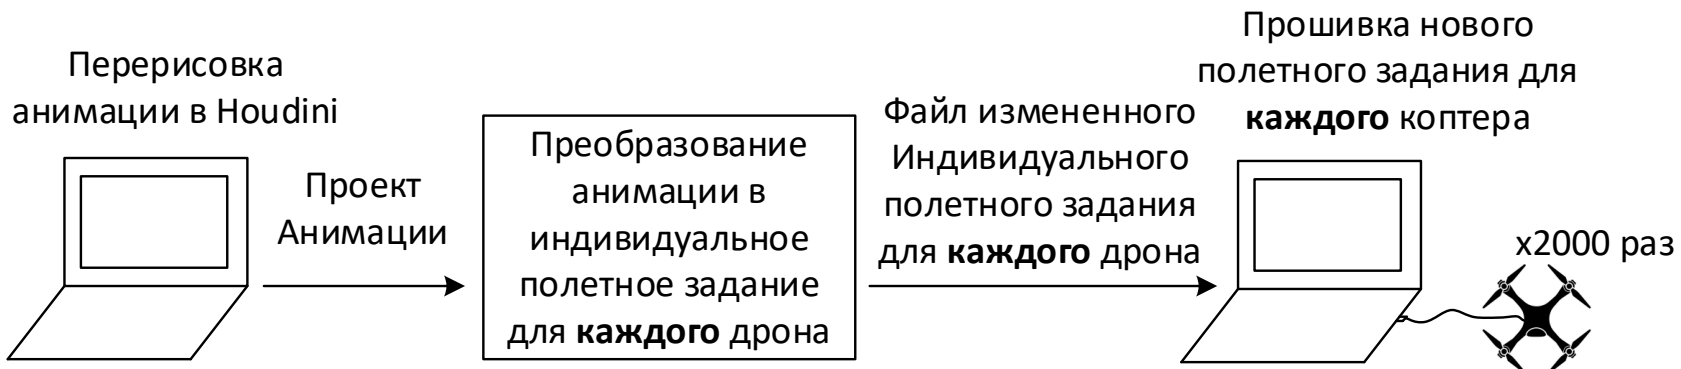 Перерисовка
анимации в Houdini
Проект
Анимации
Преобразование
анимации в
индивидуальное
полетное задание
для каждого дрона
Файл измененного
Индивидуального
полетного задания
для каждого дрона
Прошивка нового
полетного задания для
каждого коптера
x2000 раз